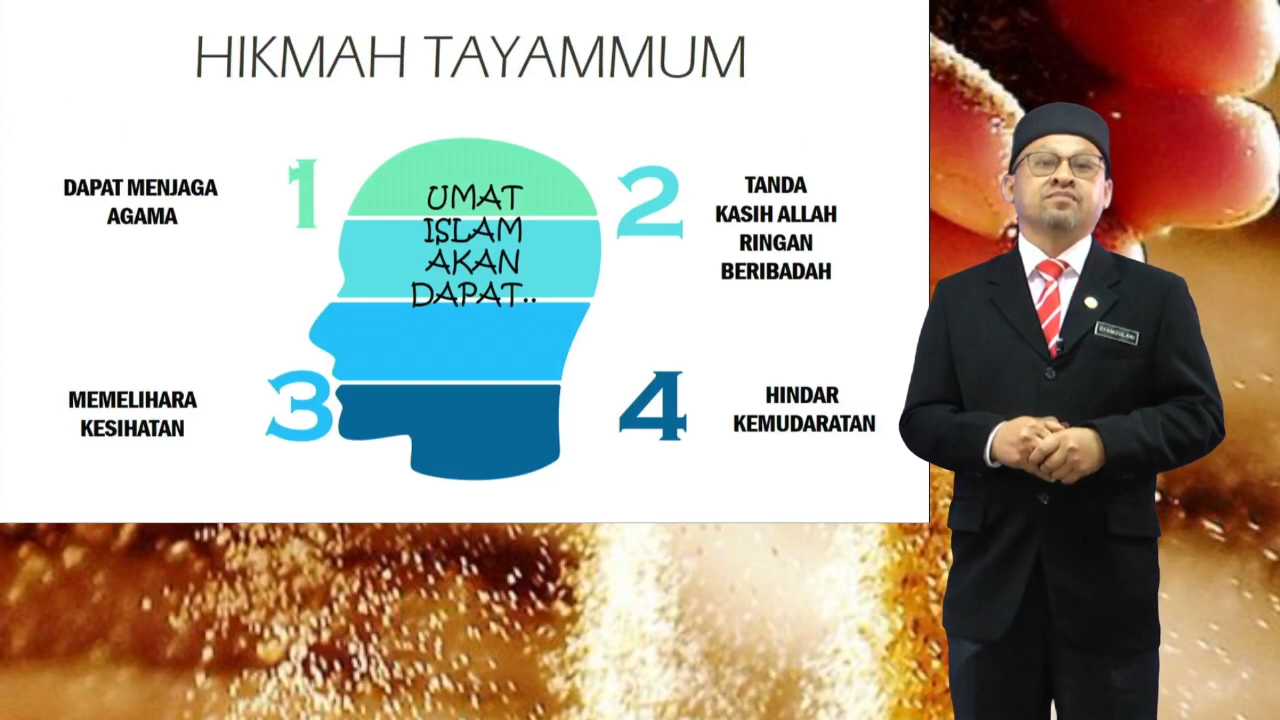 HIKMAH TAYAMMUM
DAPAT MENJAGA
AGAMA
1
UMAT
ISLAM
AKAN
DAPAT..
2
TANDA
KASIH ALLAH
RINGAN
BERIBADAH
MEMELIHARA
KESIHATAN
3
4
HINDAR
KEMUDARATAN